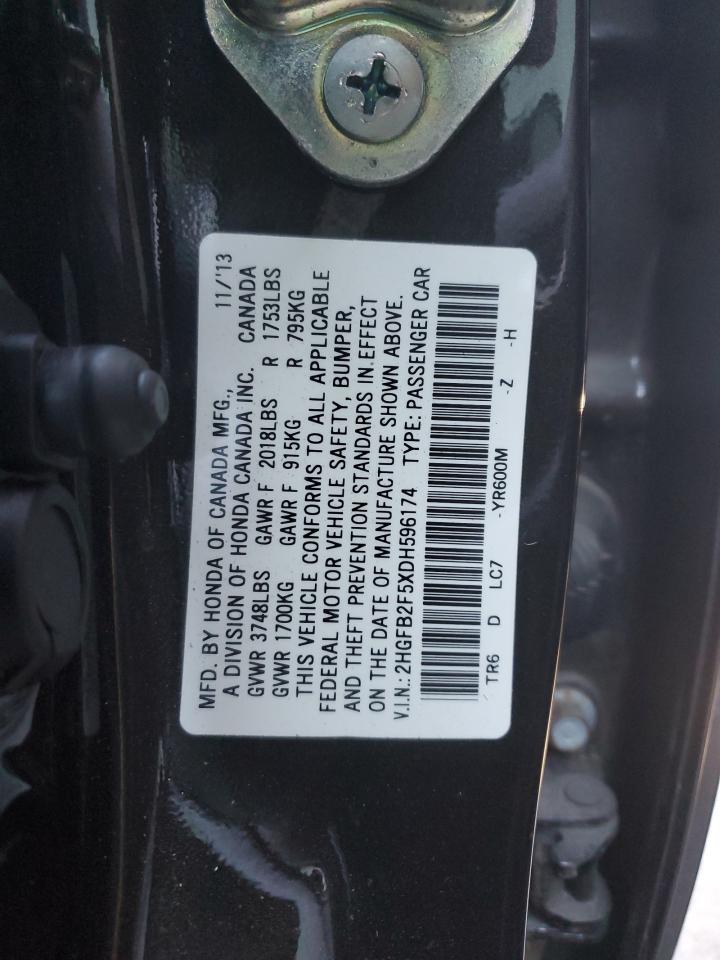 MFD. BY HONDA OF CANADA MFG., 11/'13
A DIVISION OF HONDA CANADA INC. CANADA
GVWR 3748LBS GAWR F 2018LBS R 1753LBS
GVWR 1700KG GAWR F 915KG R 795KG
THIS VEHICLE CONFORMS TO ALL APPLICABLE
FEDERAL MOTOR VEHICLE SAFETY, BUMPER,
AND THEFT PREVENTION STANDARDS IN EFFECT
ON THE DATE OF MANUFACTURE SHOWN ABOVE.
V.I.N.: 2HGFB2F5XDH596174 TYPE: PASSENGER CAR
TR6 D LC7 -YR600M -Z -H